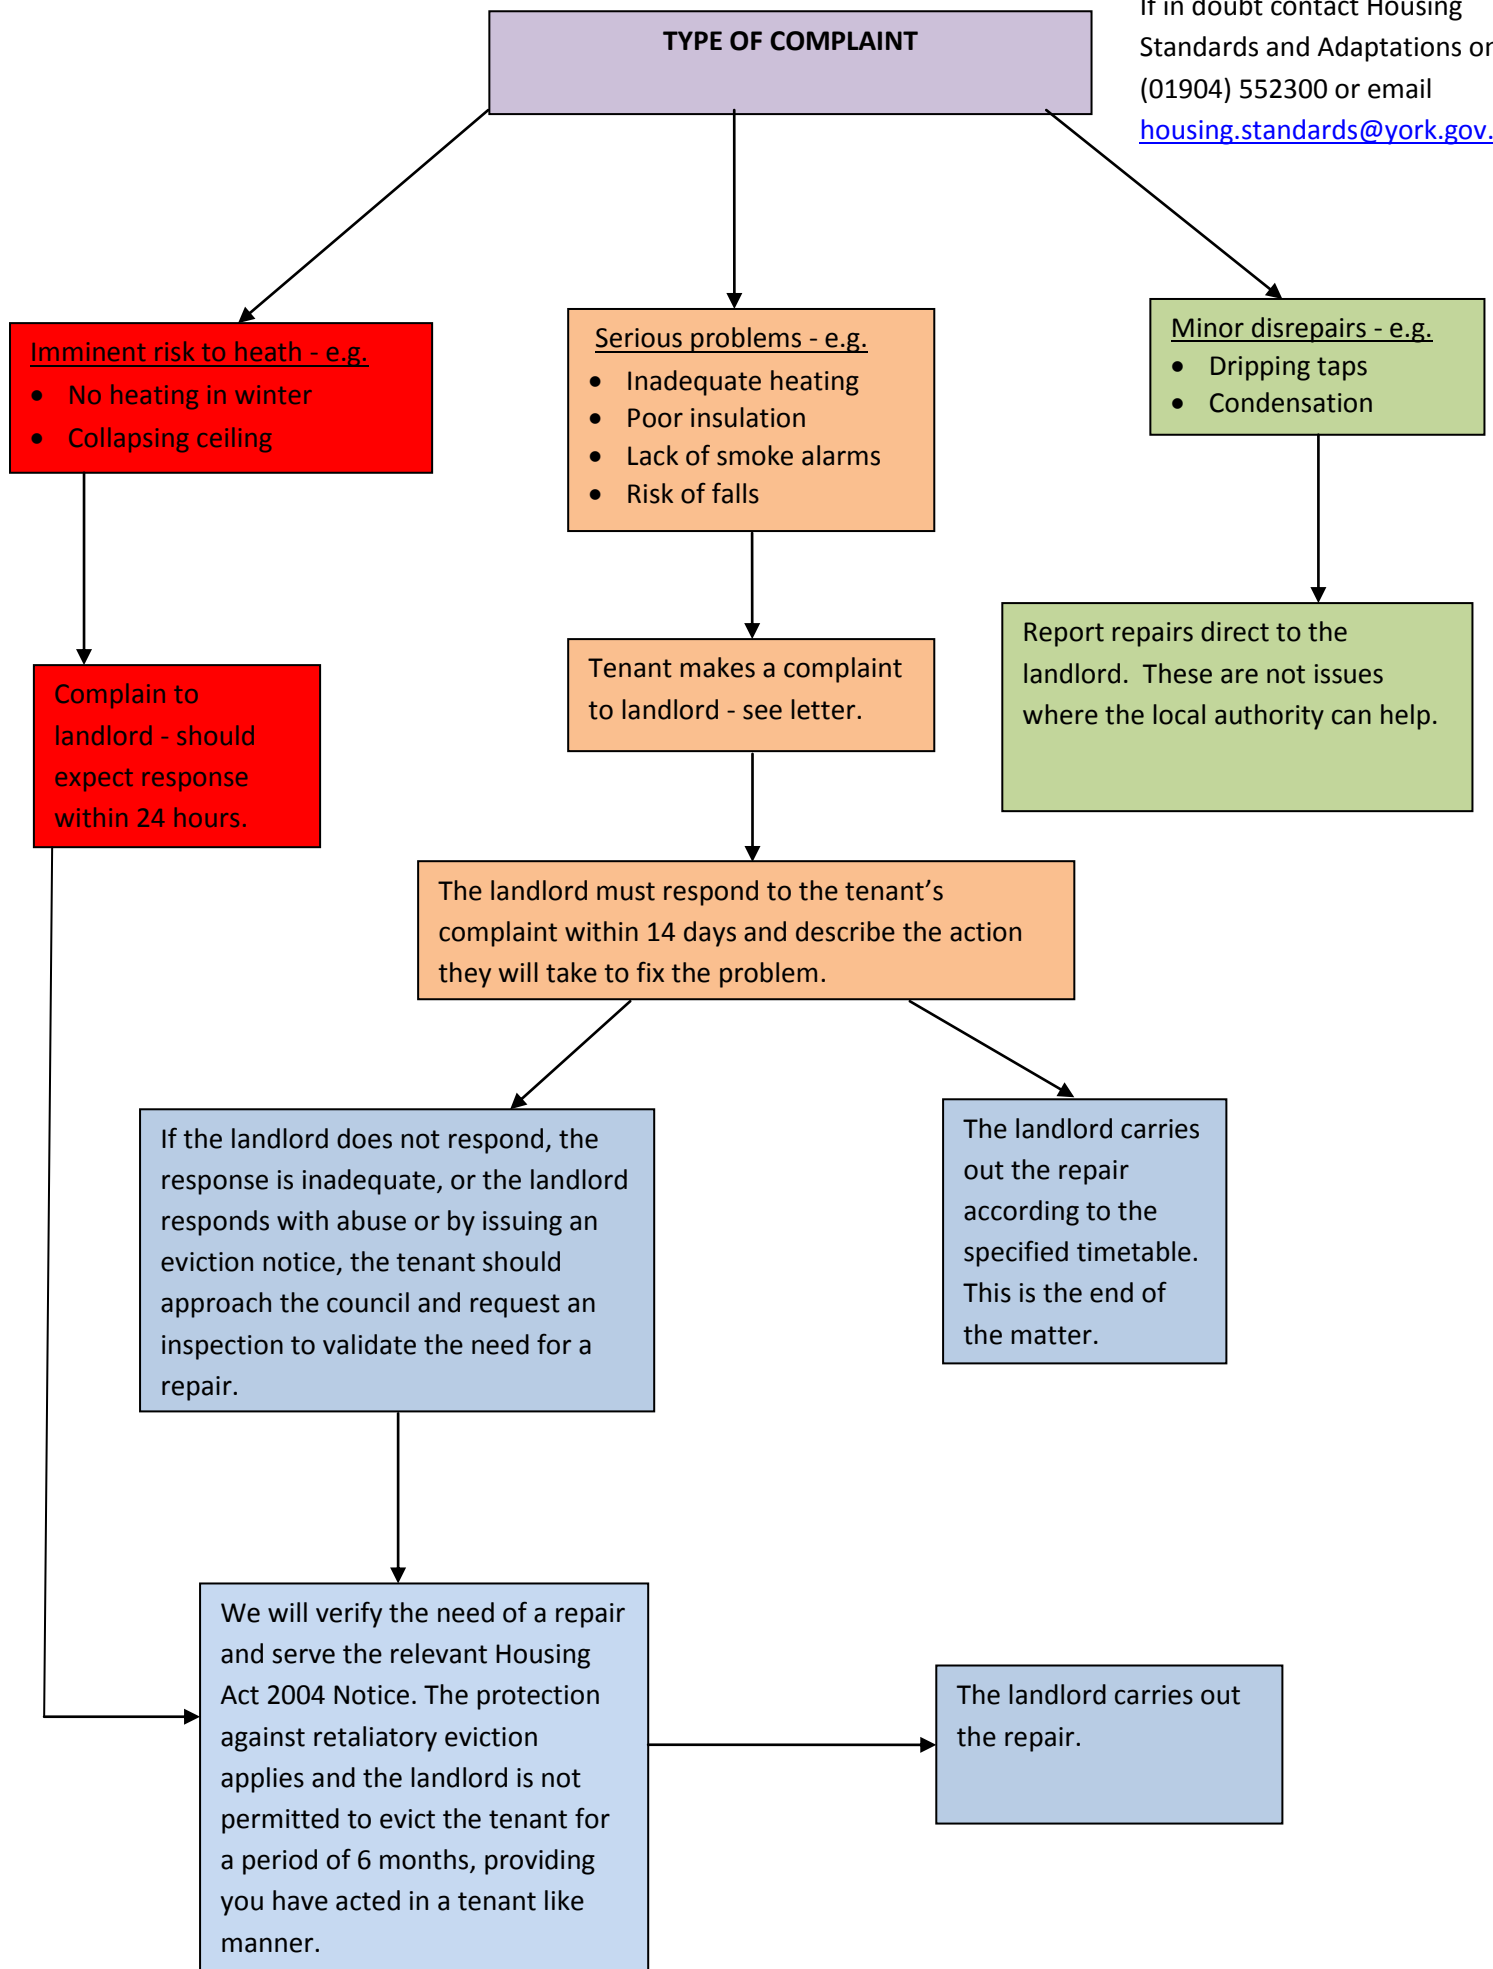 TYPE OF COMPLAINT
If in doubt contact Housing
Standards and Adaptations on
(01904) 552300 or email
housing.standards@york.gov.
Imminent risk to heath - e.g.
• No heating in winter
• Collapsing ceiling
Serious problems - e.g.
• Inadequate heating
• Poor insulation
• Lack of smoke alarms
• Risk of falls
Minor disrepairs - e.g.
• Dripping taps
• Condensation
Complain to
landlord - should
expect response
within 24 hours.
Tenant makes a complaint
to landlord - see letter.
Report repairs direct to the
landlord.  These are not issues
where the local authority can help.
The landlord must respond to the tenant’s
complaint within 14 days and describe the action
they will take to fix the problem.
If the landlord does not respond, the
response is inadequate, or the landlord
responds with abuse or by issuing an
eviction notice, the tenant should
approach the council and request an
inspection to validate the need for a
repair.
The landlord carries
out the repair
according to the
specified timetable.
This is the end of
the matter.
We will verify the need of a repair
and serve the relevant Housing
Act 2004 Notice. The protection
against retaliatory eviction
applies and the landlord is not
permitted to evict the tenant for
a period of 6 months, providing
you have acted in a tenant like
manner.
The landlord carries out
the repair.